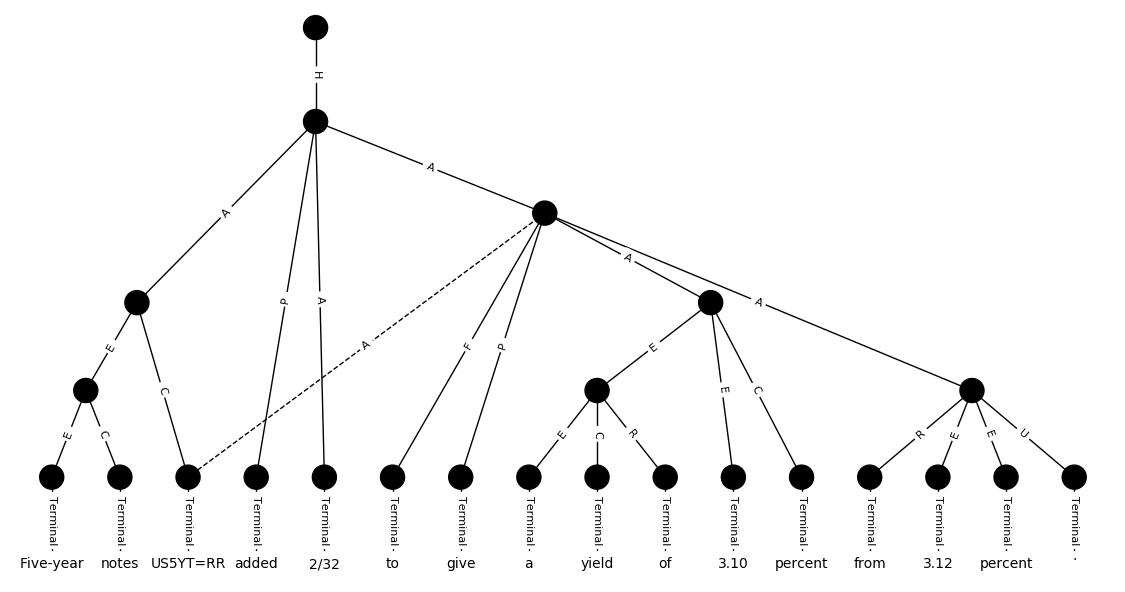 H
A
A
A
P
A
A
A
F
P
E
C
E
E
C
E
C
E
C
R
R
E
E
U
Terminal Terminal Terminal Terminal Terminal Terminal Terminal Terminal Terminal Terminal Terminal Terminal Terminal Terminal Terminal Terminal
Five-year notes US5YT=RR added 2/32 to give a yield of 3.10 percent from 3.12 percent .